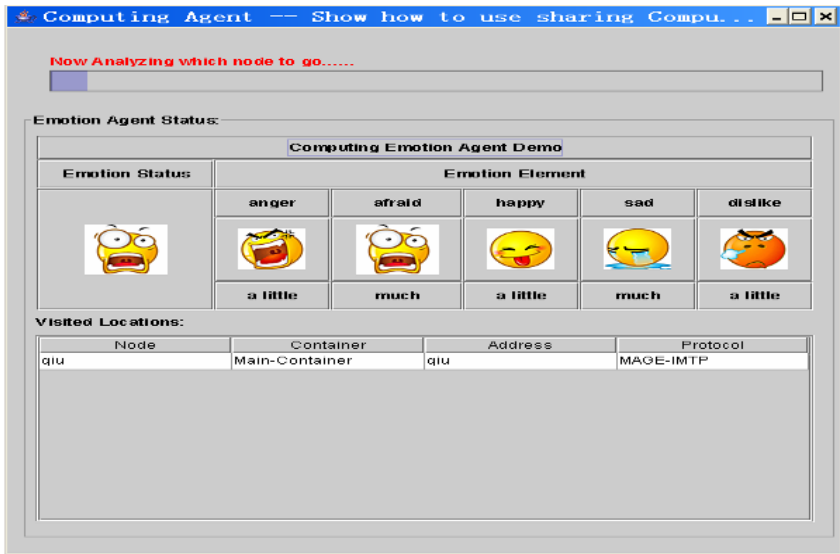 Computing Agent -- Show how to use sharing Compu...
Now Analyzing which node to go......
Emotion Agent Status:
Computing Emotion Agent Demo
Emotion Status Emotion Element
anger afraid happy sad dislike
a little much a little much a little
Visited Locations:
Node Container Address Protocol
qiu Main-Container qiu MAGE-IMTP